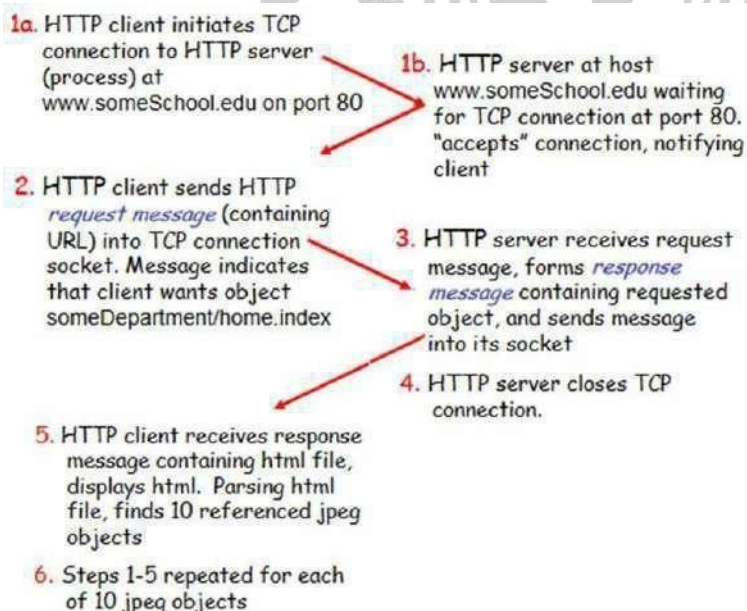 1a. HTTP client initiates TCP
connection to HTTP server
(process) at
www.someSchool.edu on port 80
1b. HTTP server at host
www.someSchool.edu waiting
for TCP connection at port 80.
"accepts" connection, notifying
client
2. HTTP client sends HTTP
request message (containing
URL) into TCP connection
socket. Message indicates
that client wants object
someDepartment/home.index
3. HTTP server receives request
message, forms response
message containing requested
object, and sends message
into its socket
4. HTTP server closes TCP
connection.
5. HTTP client receives response
message containing html file,
displays html. Parsing html
file, finds 10 referenced jpeg
objects
6. Steps 1-5 repeated for each
of 10 jpeg objects